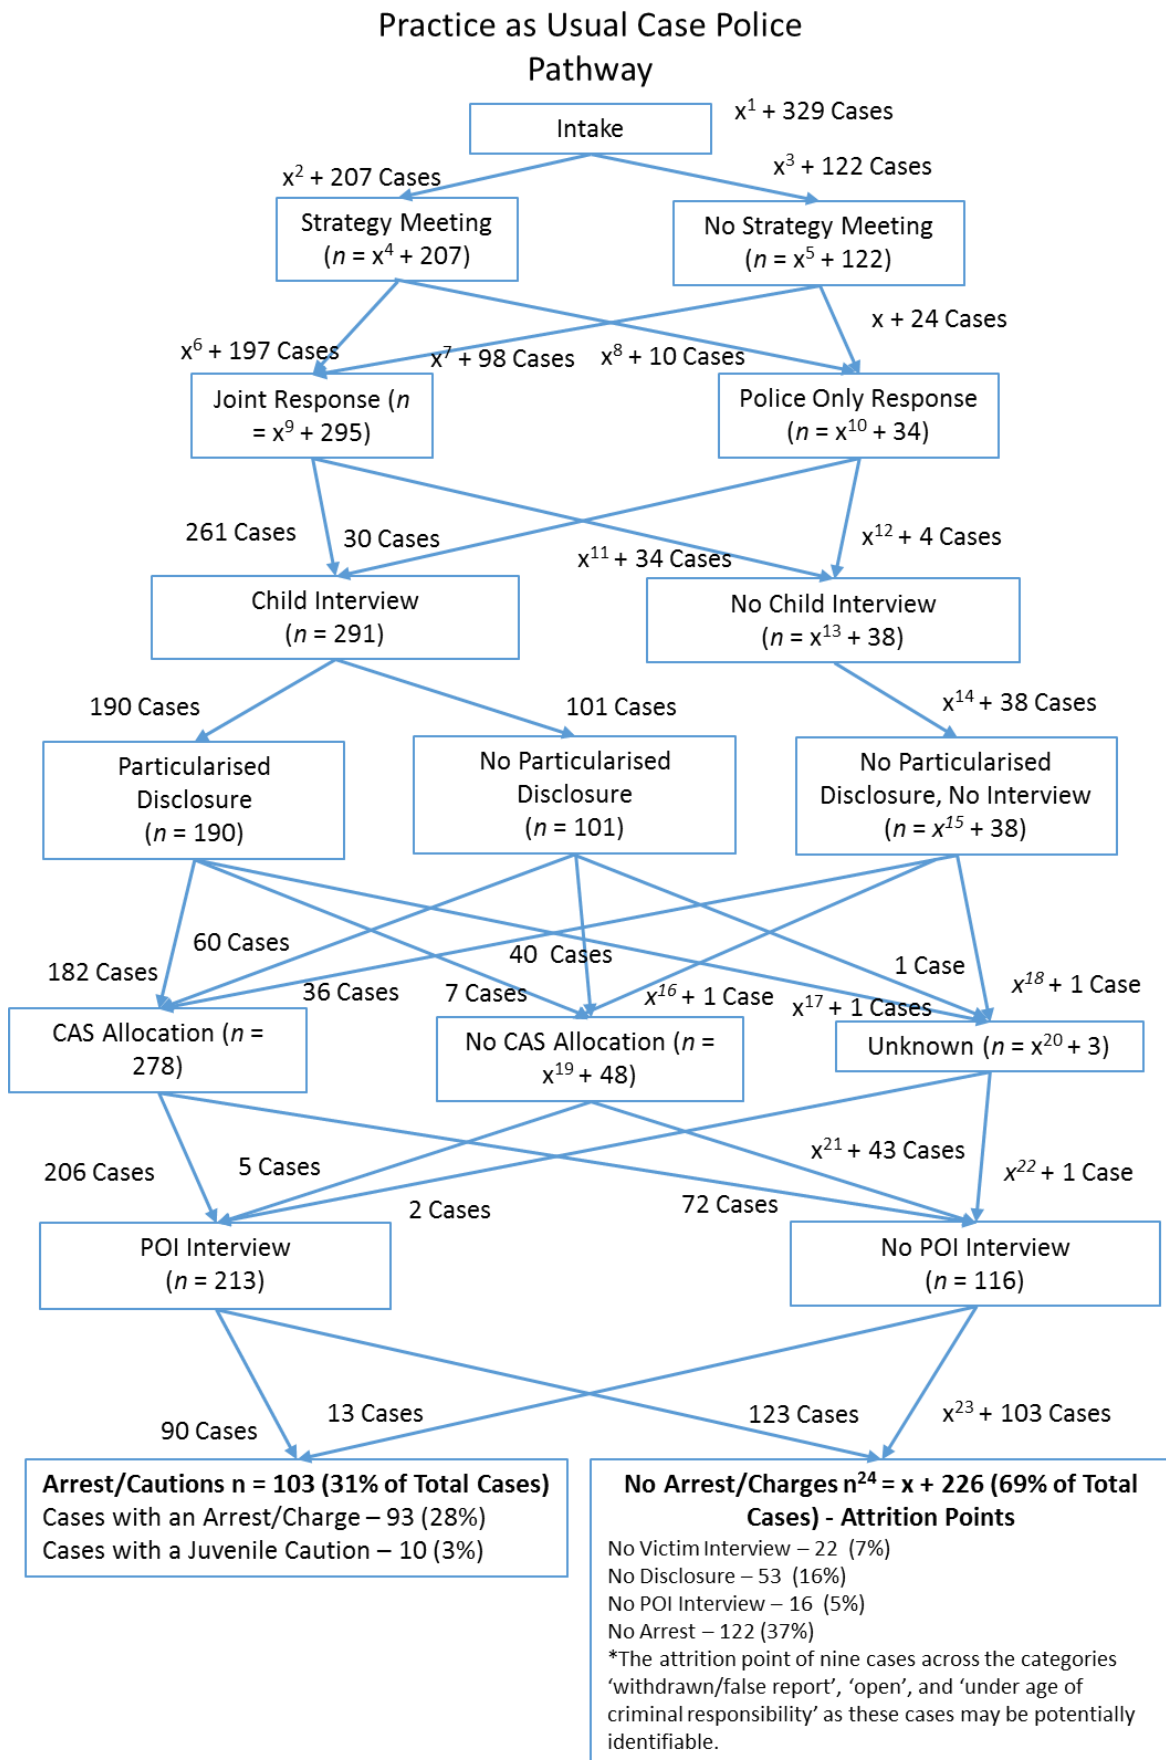 Practice as Usual Case Police
Pathway
Intake
x¹ + 329 Cases
x² + 207 Cases
x³ + 122 Cases
Strategy Meeting
(n = x⁴ + 207)
No Strategy Meeting
(n = x⁵ + 122)
x + 24 Cases
x⁶ + 197 Cases
x⁷ + 98 Cases
x⁸ + 10 Cases
Joint Response (n
= x⁹ + 295)
Police Only Response
(n = x¹⁰ + 34)
261 Cases
30 Cases
x¹¹ + 34 Cases
x¹² + 4 Cases
Child Interview
(n = 291)
No Child Interview
(n = x¹³ + 38)
190 Cases
101 Cases
x¹⁴ + 38 Cases
Particularised
Disclosure
(n = 190)
No Particularised
Disclosure
(n = 101)
No Particularised
Disclosure, No Interview
(n = x¹⁵ + 38)
182 Cases
60 Cases
36 Cases
7 Cases
40 Cases
x¹⁶ + 1 Case
x¹⁷ + 1 Cases
1 Case
x¹⁸ + 1 Case
CAS Allocation (n =
278)
No CAS Allocation (n =
x¹⁹ + 48)
Unknown (n = x²⁰ + 3)
206 Cases
5 Cases
2 Cases
72 Cases
x²¹ + 43 Cases
x²² + 1 Case
POI Interview
(n = 213)
No POI Interview
(n = 116)
90 Cases
13 Cases
123 Cases
x²³ + 103 Cases
Arrest/Cautions n = 103 (31% of Total Cases)
Cases with an Arrest/Charge – 93 (28%)
Cases with a Juvenile Caution – 10 (3%)
No Arrest/Charges n²⁴ = x + 226 (69% of Total
Cases) - Attrition Points
No Victim Interview – 22 (7%)
No Disclosure – 53 (16%)
No POI Interview – 16 (5%)
No Arrest – 122 (37%)
*The attrition point of nine cases across the categories
‘withdrawn/false report’, ‘open’, and ‘under age of
criminal responsibility’ as these cases may be potentially
identifiable.